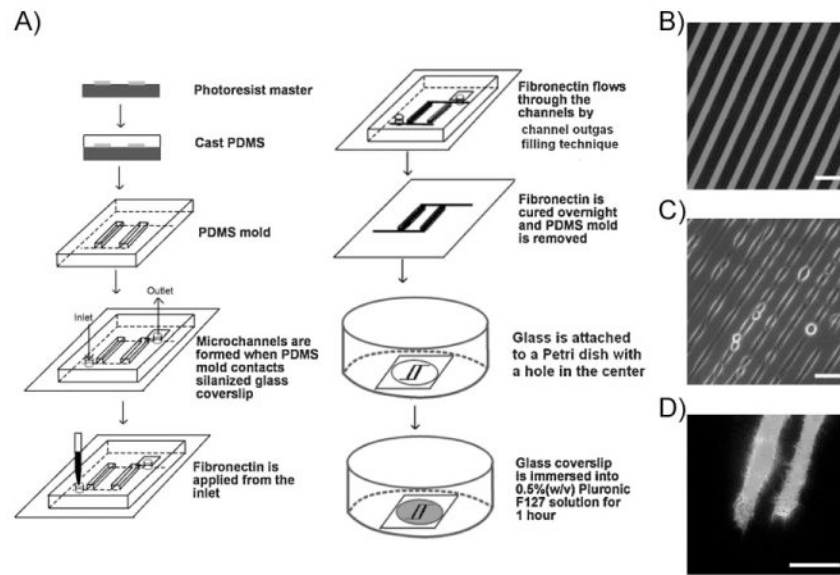 A)
Photoresist master
Cast PDMS
PDMS mold
Inlet
Outlet
Microchannels are
formed when PDMS
mold contacts
silanized glass
coverslip
Fibronectin is
applied from the
inlet
Fibronectin flows
through the
channels by
channel outgas
filling technique
Fibronectin is
cured overnight
and PDMS mold
is removed
Glass is attached
to a Petri dish with
a hole in the center
Glass coverslip
is immersed into
0.5%(w/v) Pluronic
F127 solution for
1 hour
B)
C)
D)